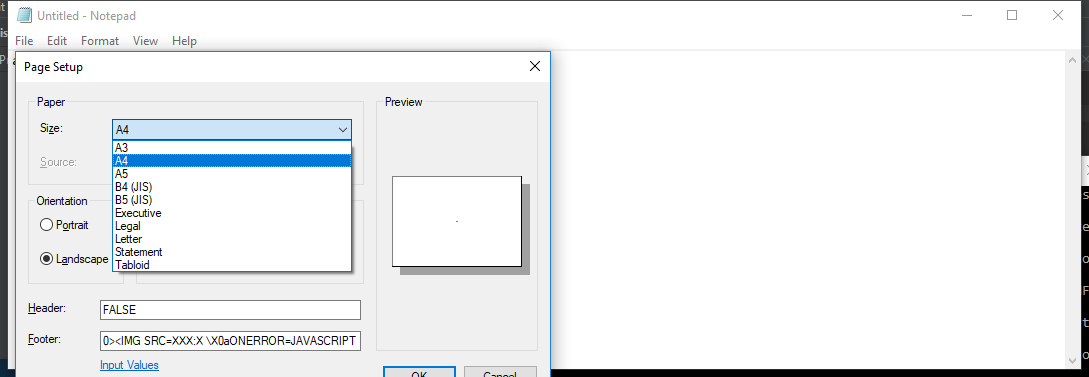 Untitled - Notepad
File Edit Format View Help
Page Setup
Paper
Preview
Size:
A4
A3
Source:
A4
A5
B4 (JIS)
B5 (JIS)
Orientation
Executive
Portrait
Legal
Letter
Landscape
Statement
Tabloid
Header:
FALSE
Footer:
0><IMG SRC=XXX:X \X0aONERROR=JAVASCRIPT
Input Values
OK
Cancel